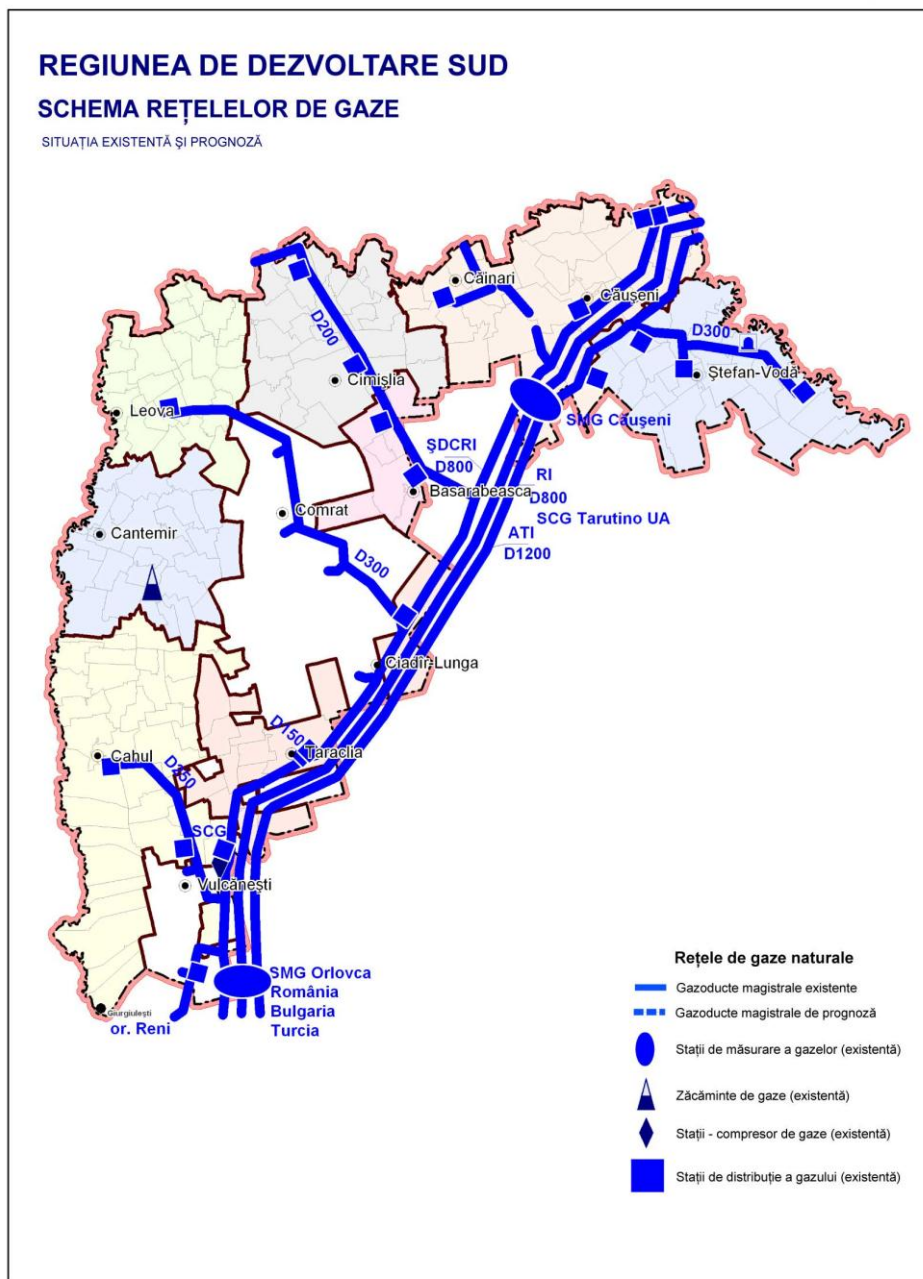 REGIUNEA DE DEZVOLTARE SUD
SCHEMA REȚELELOR DE GAZE
SITUAȚIA EXISTENTĂ ȘI PROGNOZĂ
Căinari
Căușeni
D200
D300
Ștefan-Vodă
Cimișlia
Leova
SMG Căușeni
ȘDCRI
D800
Basarabeasca
RI
D800
Comrat
SCG Tarutino UA
ATI
D1200
Cantemir
D300
Ciadîr-Lunga
D150
Taraclia
Cahul
D250
SCG
Vulcănești
SMG Orlovca
România
Bulgaria
Turcia
Giurgiulești
or. Reni
Rețele de gaze naturale
Gazoducte magistrale existente
Gazoducte magistrale de prognoză
Stații de măsurare a gazelor (existentă)
Zăcăminte de gaze (existentă)
Stații - compresor de gaze (existentă)
Stații de distribuție a gazului (existentă)